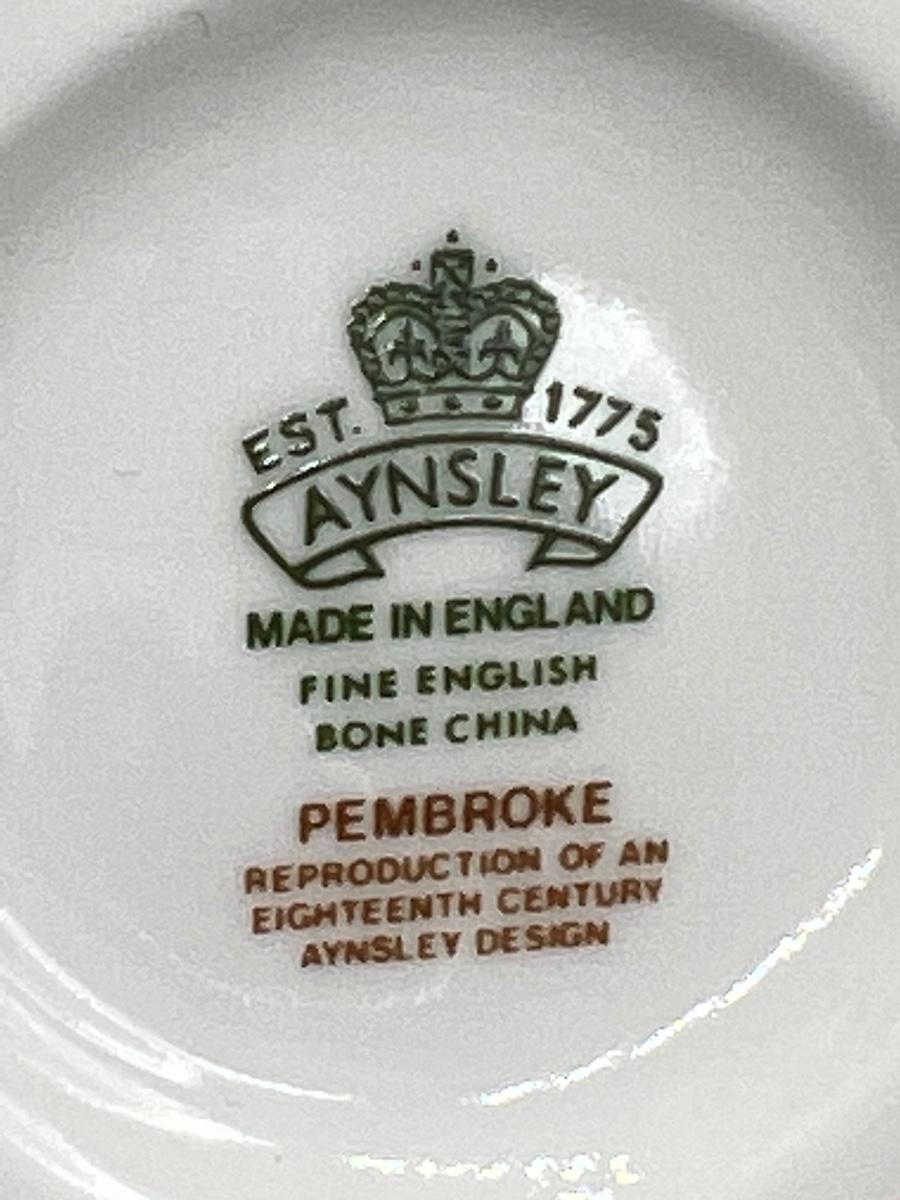 EST. 1775
AYNSLEY
MADE IN ENGLAND
FINE ENGLISH
BONE CHINA
PEMBROKE
REPRODUCTION OF AN
EIGHTEENTH CENTURY
AYNSLEY DESIGN